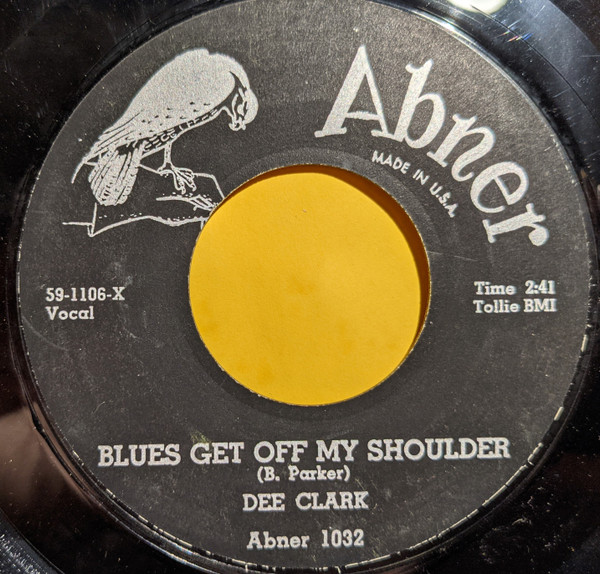 Abner
MADE IN U.S.A.
59-1106-X
Vocal
Time 2:41
Tollie BMI
BLUES GET OFF MY SHOULDER
(B. Parker)
DEE CLARK
Abner 1032